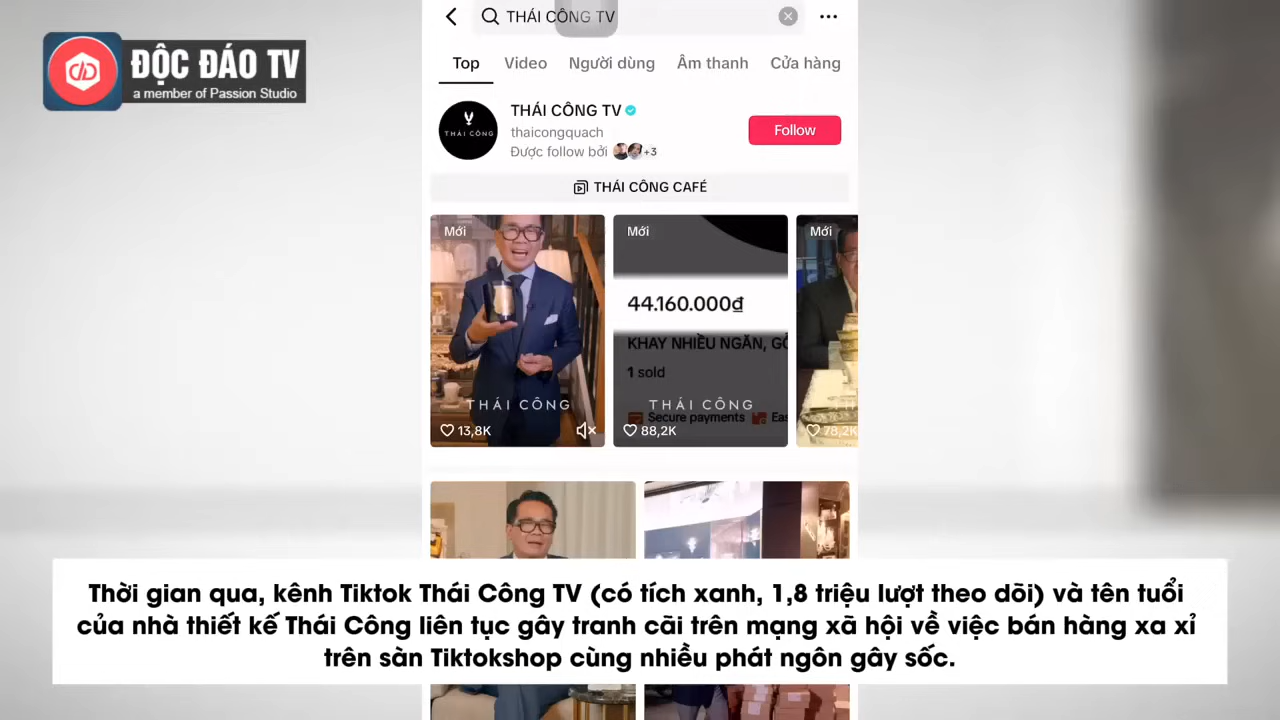 THÁI CÔNG TV
ĐỘC ĐÁO TV
a member of Passion Studio
Top Video Người dùng Âm thanh Cửa hàng
THÁI CÔNG TV
thaicongquach
Được follow bởi +3
Follow
THÁI CÔNG
THÁI CÔNG CAFÉ
Mới
THÁI CÔNG
13,8K
Mới
44.160.000₫
KHAY NHIỀU NGĂN, GỖ
1 sold
Secure payments Eas
THÁI CÔNG
88,2K
Mới
78,2K
Thời gian qua, kênh Tiktok Thái Công TV (có tích xanh, 1,8 triệu lượt theo dõi) và tên tuổi
của nhà thiết kế Thái Công liên tục gây tranh cãi trên mạng xã hội về việc bán hàng xa xỉ
trên sàn Tiktokshop cùng nhiều phát ngôn gây sốc.